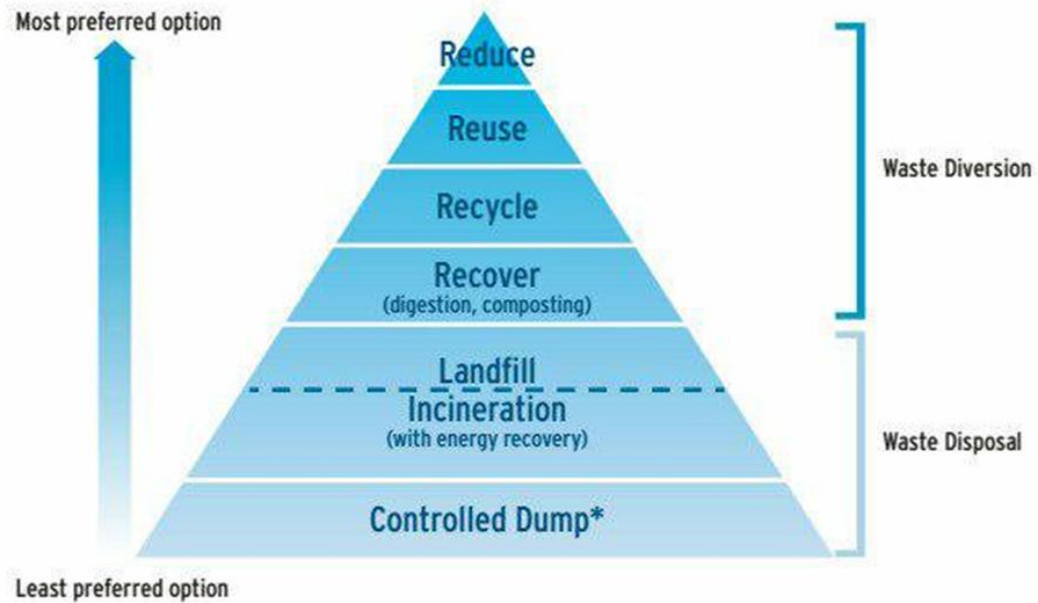 Most preferred option
Reduce
Reuse
Recycle
Recover
(digestion, composting)
Waste Diversion
Landfill
Incineration
(with energy recovery)
Waste Disposal
Controlled Dump*
Least preferred option